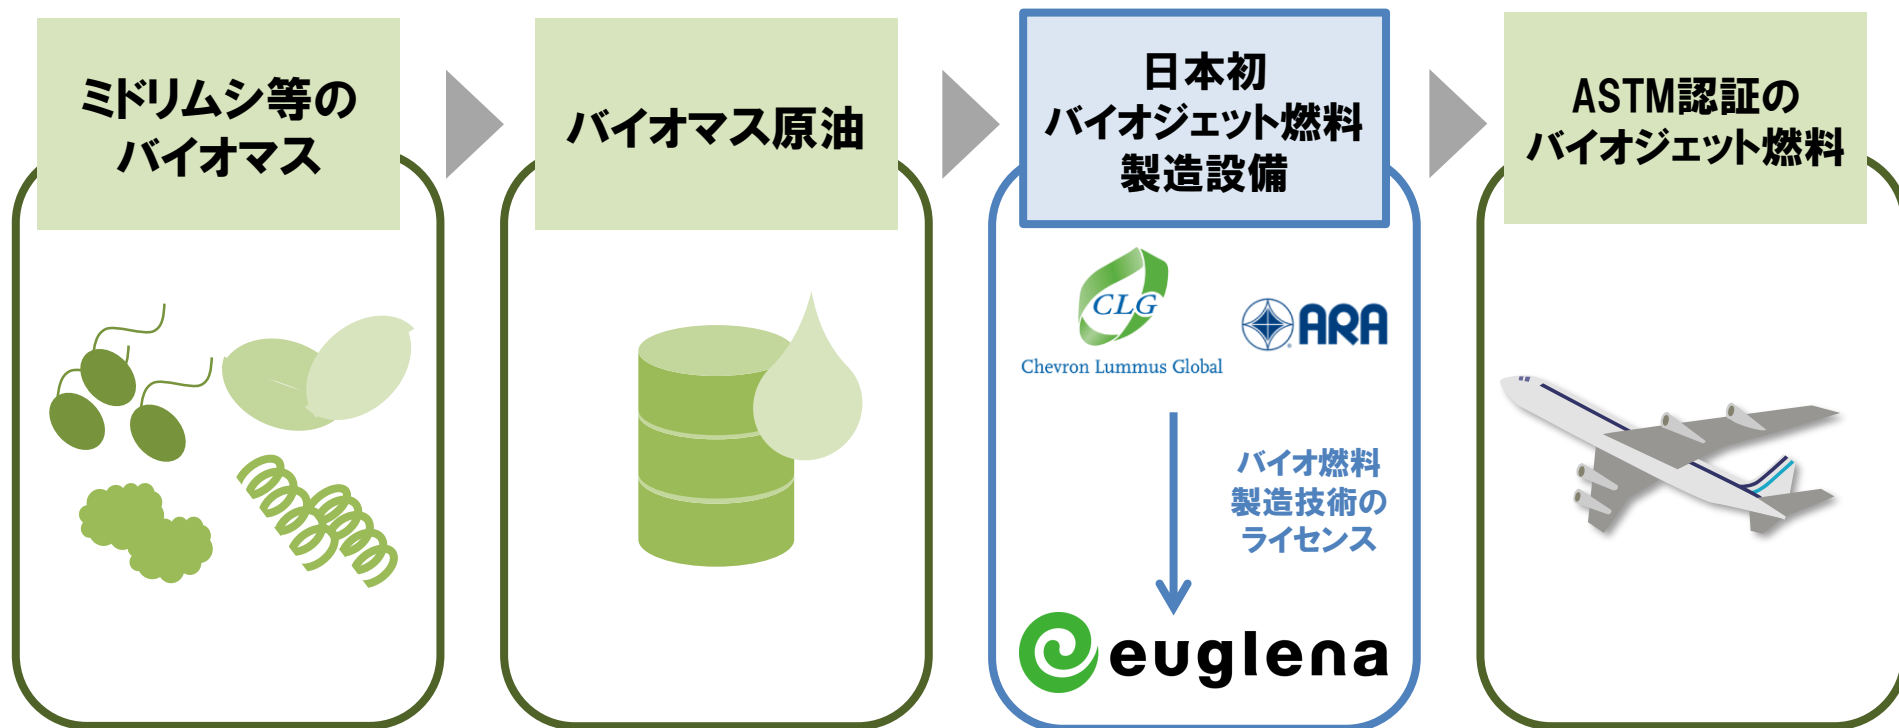 ミドリムシ等の
バイオマス
バイオマス原油
日本初
バイオジェット燃料
製造設備
CLG
Chevron Lummus Global
ARA
バイオ燃料
製造技術の
ライセンス
euglena
ASTM認証の
バイオジェット燃料